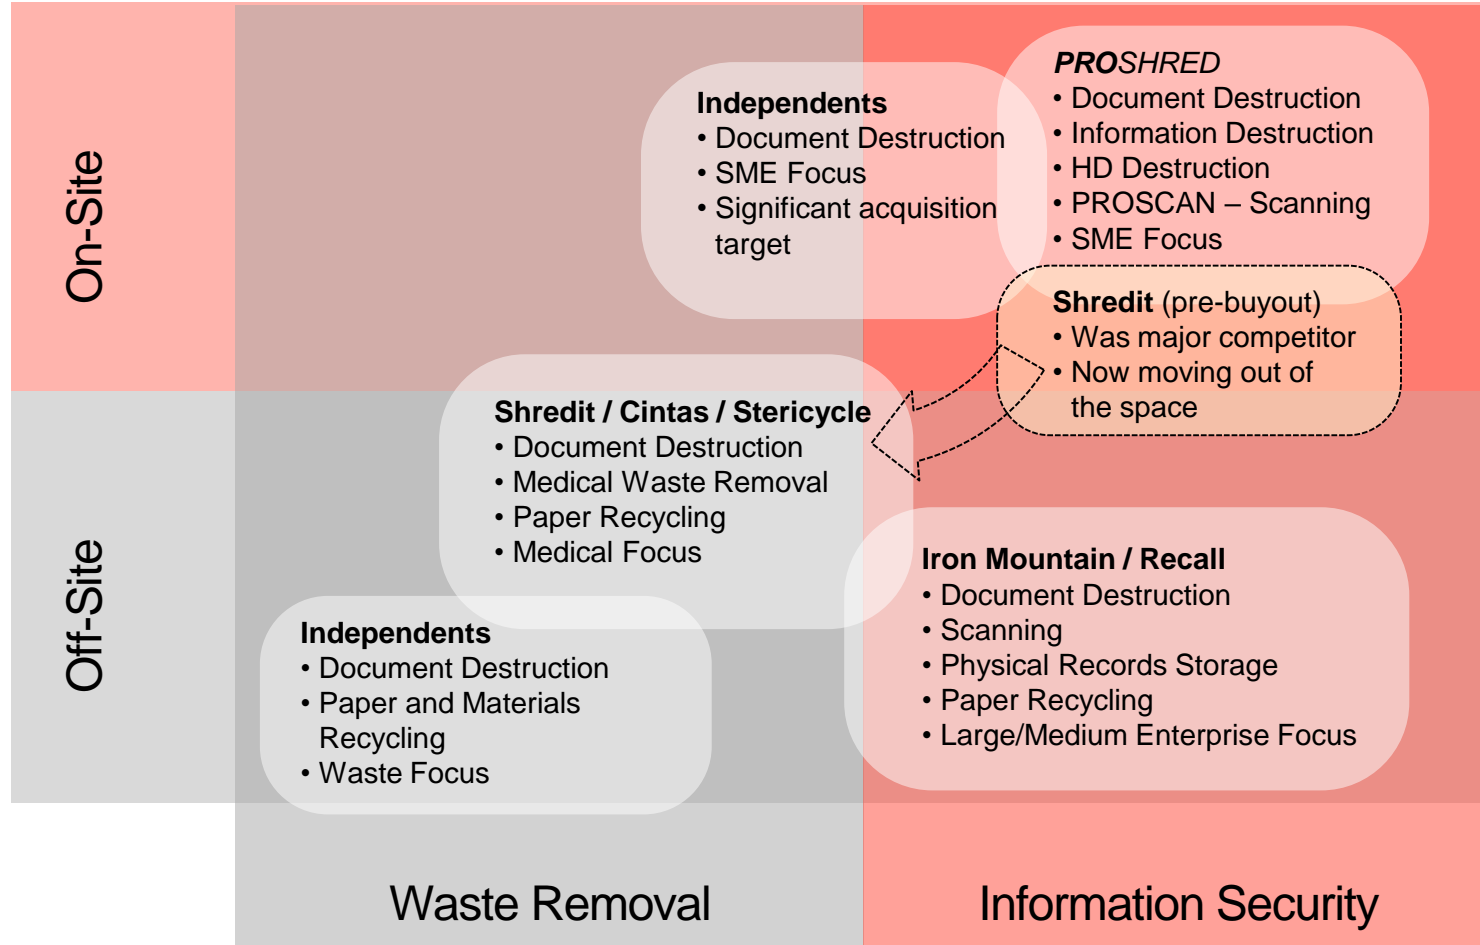 On-Site
Independents
• Document Destruction
• SME Focus
• Significant acquisition
target
PROSHRED
• Document Destruction
• Information Destruction
• HD Destruction
• PROSCAN – Scanning
• SME Focus
Shredit (pre-buyout)
• Was major competitor
• Now moving out of
the space
Off-Site
Shredit / Cintas / Stericycle
• Document Destruction
• Medical Waste Removal
• Paper Recycling
• Medical Focus
Iron Mountain / Recall
• Document Destruction
• Scanning
• Physical Records Storage
• Paper Recycling
• Large/Medium Enterprise Focus
Independents
• Document Destruction
• Paper and Materials
Recycling
• Waste Focus
Waste Removal
Information Security